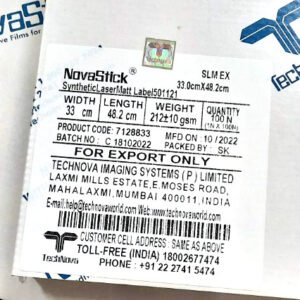 NovaStick®
SLM EX
SyntheticLaserMatt Label501121
33.0cmX48.2cm
WIDTH 33 cm
LENGTH 48.2 cm
WEIGHT 212±10 gsm
QUANTITY 100 N
(1N X 100N)
PRODUCT CODE: 7128833
MFD ON 10/2022
BATCH NO : C 18102022
PACKED BY : SK
FOR EXPORT ONLY
TECHNOVA IMAGING SYSTEMS ( P ) LIMITED
LAXMI MILLS ESTATE, E, MOSES ROAD,
MAHALAXMI, MUMBAI 400011, INDIA
E-mail:help@technovaworld.com Web:www.technovaworld.com
CUSTOMER CELL ADDRESS : SAME AS ABOVE
TOLL-FREE (INDIA) 18002677474
PHONE : +91 22 2741 5474
TechNova